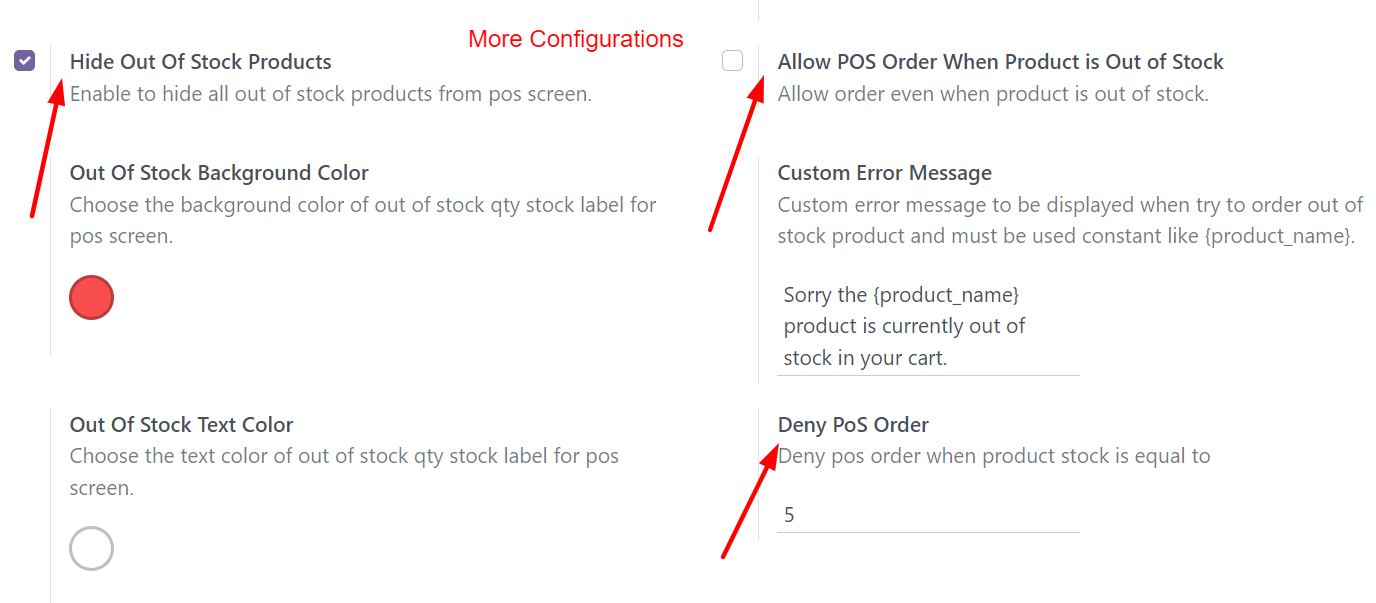 More Configurations
Hide Out Of Stock Products
Enable to hide all out of stock products from pos screen.
Allow POS Order When Product is Out of Stock
Allow order even when product is out of stock.
Out Of Stock Background Color
Choose the background color of out of stock qty stock label for
pos screen.
Custom Error Message
Custom error message to be displayed when try to order out of
stock product and must be used constant like {product_name}.
Sorry the {product_name}
product is currently out of
stock in your cart.
Out Of Stock Text Color
Choose the text color of out of stock qty stock label for pos
screen.
Deny PoS Order
Deny pos order when product stock is equal to
5